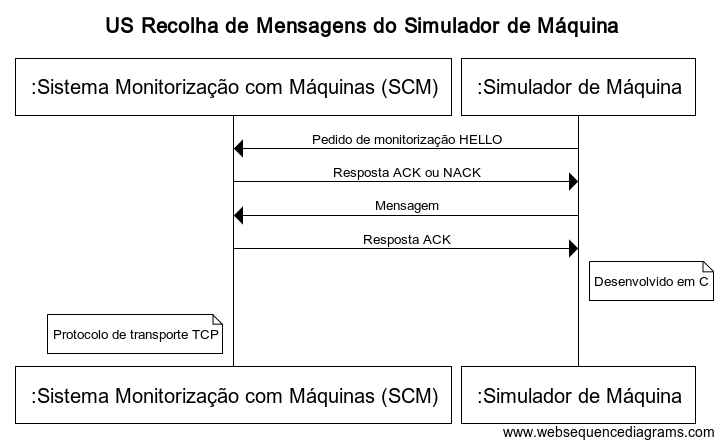 US Recolha de Mensagens do Simulador de Máquina
:Sistema Monitorização com Máquinas (SCM)
:Simulador de Máquina
Pedido de monitorização HELLO
Resposta ACK ou NACK
Mensagem
Resposta ACK
Desenvolvido em C
Protocolo de transporte TCP
:Sistema Monitorização com Máquinas (SCM)
:Simulador de Máquina
www.websequencediagrams.com